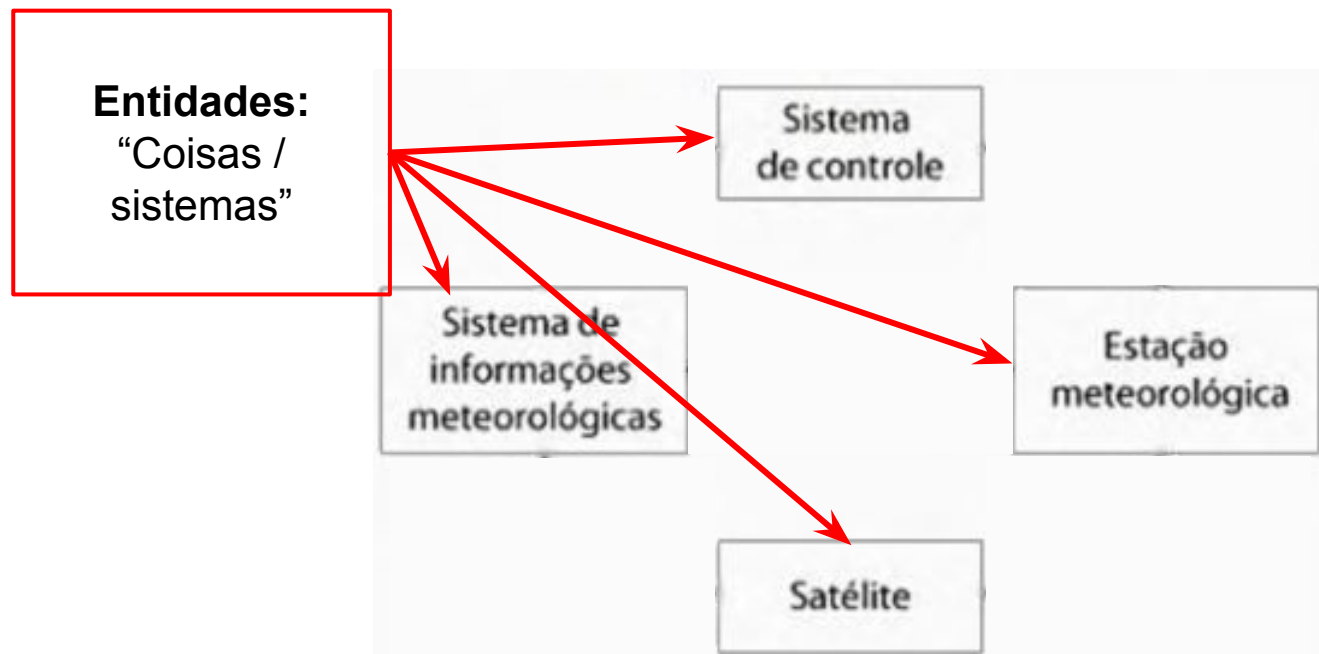 Entidades:
“Coisas /
sistemas”
Sistema
de controle
Sistema de
informações
meteorológicas
Estação
meteorológica
Satélite